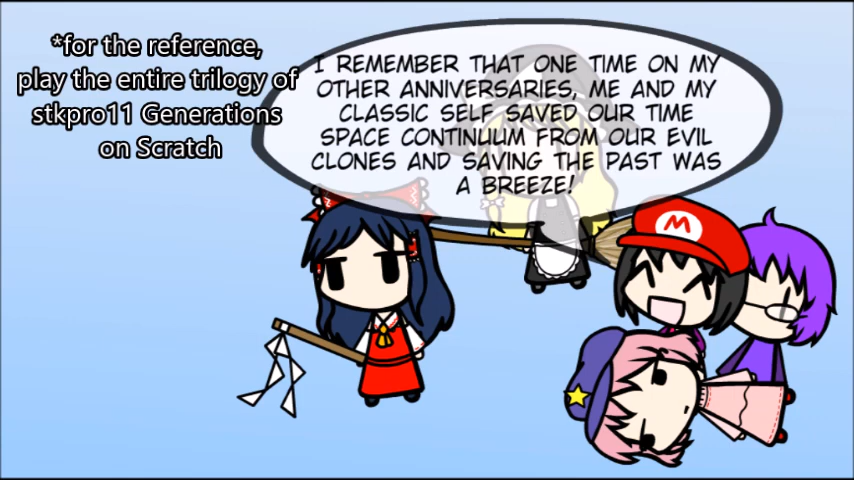 *for the reference,
play the entire trilogy of
stkpro11 Generations
on Scratch
I REMEMBER THAT ONE TIME ON MY
OTHER ANNIVERSARIES, ME AND MY
CLASSIC SELF SAVED OUR TIME
SPACE CONTINUUM FROM OUR EVIL
CLONES AND SAVING THE PAST WAS
A BREEZE!
M